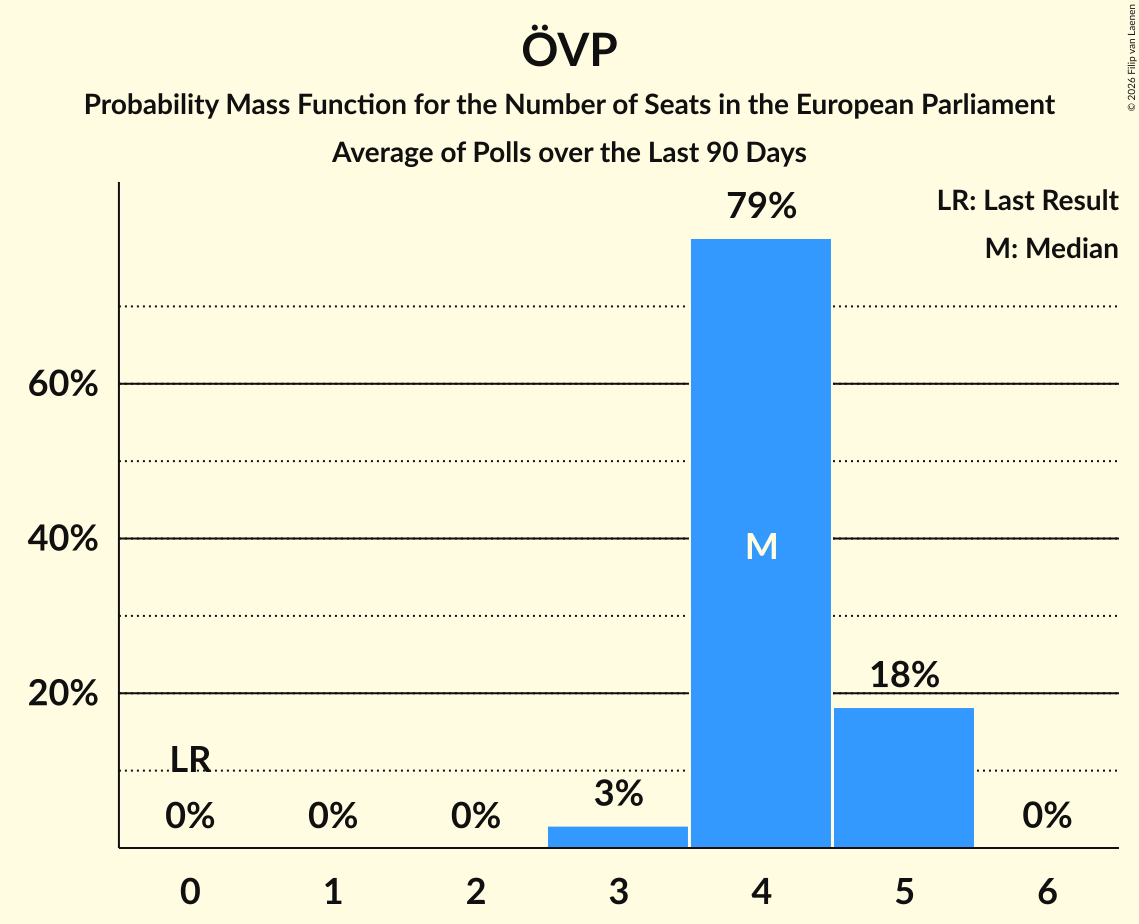 ÖVP
Probability Mass Function for the Number of Seats in the European Parliament
Average of Polls over the Last 90 Days
© 2026 Filip van Laenen
LR: Last Result
M: Median
79%
60%
40%
M
20%
18%
LR
3%
0%
0%
0%
0%
0
1
2
3
4
5
6